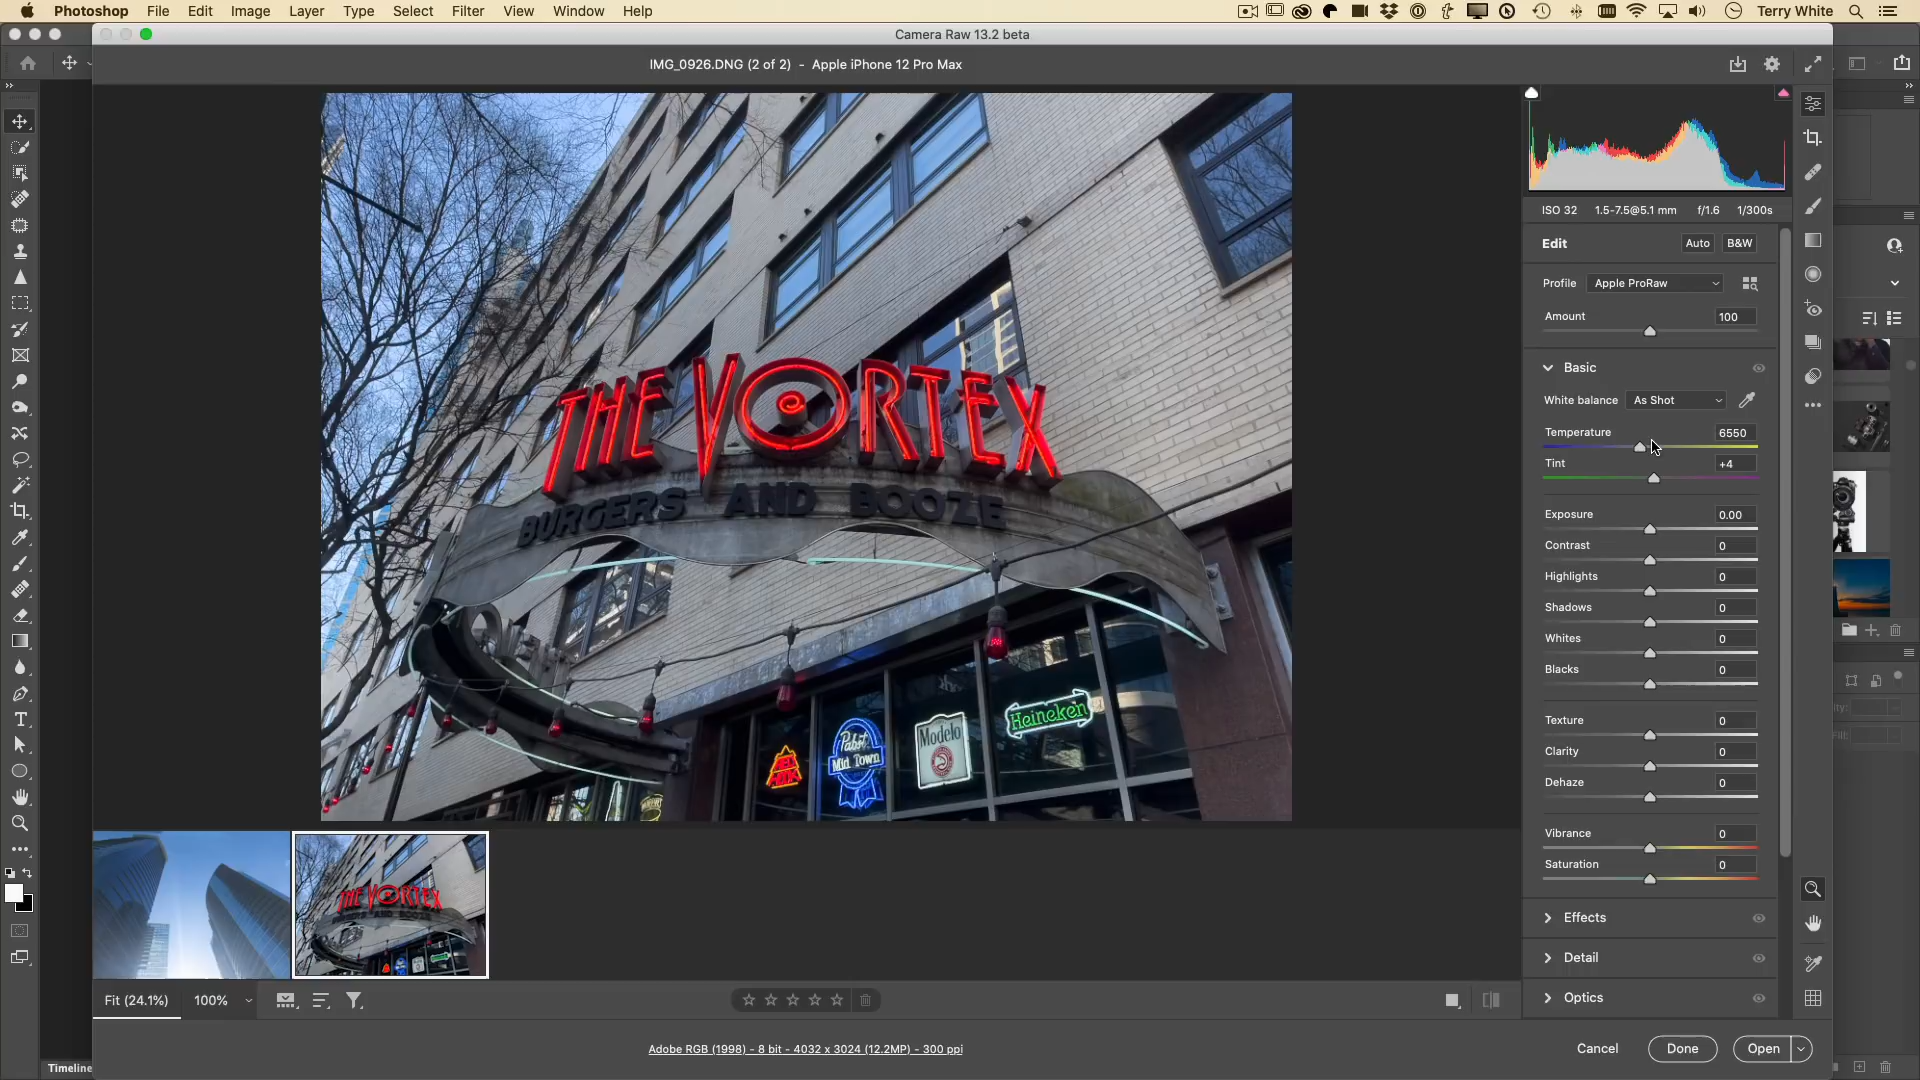 Photoshop File Edit Image Layer Type Select Filter View Window Help Terry White
Camera Raw 13.2 beta
IMG_0926.DNG (2 of 2) - Apple iPhone 12 Pro Max
ISO 32 1.5-7.5@5.1 mm f/1.6 1/300s
Edit Auto B&W
Profile Apple ProRaw
Amount 100
Basic
White balance As Shot
Temperature 6550
Tint +4
Exposure 0.00
Contrast 0
Highlights 0
Shadows 0
Whites 0
Blacks 0
Texture 0
Clarity 0
Dehaze 0
Vibrance 0
Saturation 0
Effects
Detail
Optics
THE VORTEX
BURGERS AND BOOZE
Heineken
Modelo
Pabst
Mid Town
THE VORTEX
BURGERS AND BOOZE
Fit (24.1%) 100%
Adobe RGB (1998) - 8 bit - 4032 x 3024 (12.2MP) - 300 ppi
Cancel Done Open
Timeline